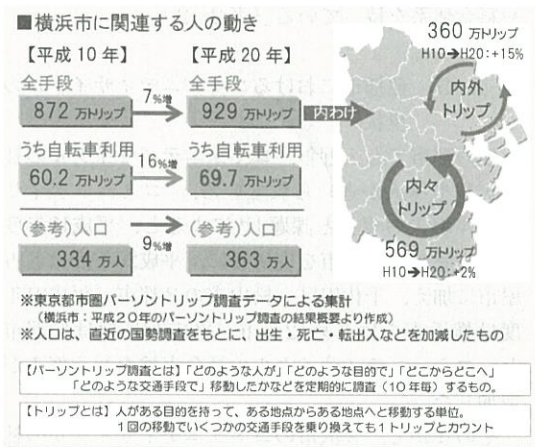 ■横浜市に関連する人の動き
【平成10年】
【平成20年】
全手段
872 万トリップ
7%増
全手段
929 万トリップ
内わけ
うち自転車利用
60.2 万トリップ
16%増
うち自転車利用
69.7 万トリップ
(参考)人口
334 万人
9%増
(参考)人口
363 万人
360 万トリップ
H10➔H20:+15%
内外
トリップ
内々
トリップ
569 万トリップ
H10➔H20:+2%
※東京都市圏パーソントリップ調査データによる集計
(横浜市:平成20年のパーソントリップ調査の結果概要より作成)
※人口は、直近の国勢調査をもとに、出生・死亡・転出入などを加減したもの
【パーソントリップ調査とは】「どのような人が」「どのような目的で」「どこからどこへ」
「どのような交通手段で」移動したかなどを定期的に調査(10年毎)するもの。
【トリップとは】人がある目的を持って、ある地点からある地点へと移動する単位。
1回の移動でいくつかの交通手段を乗り換えても1トリップとカウント